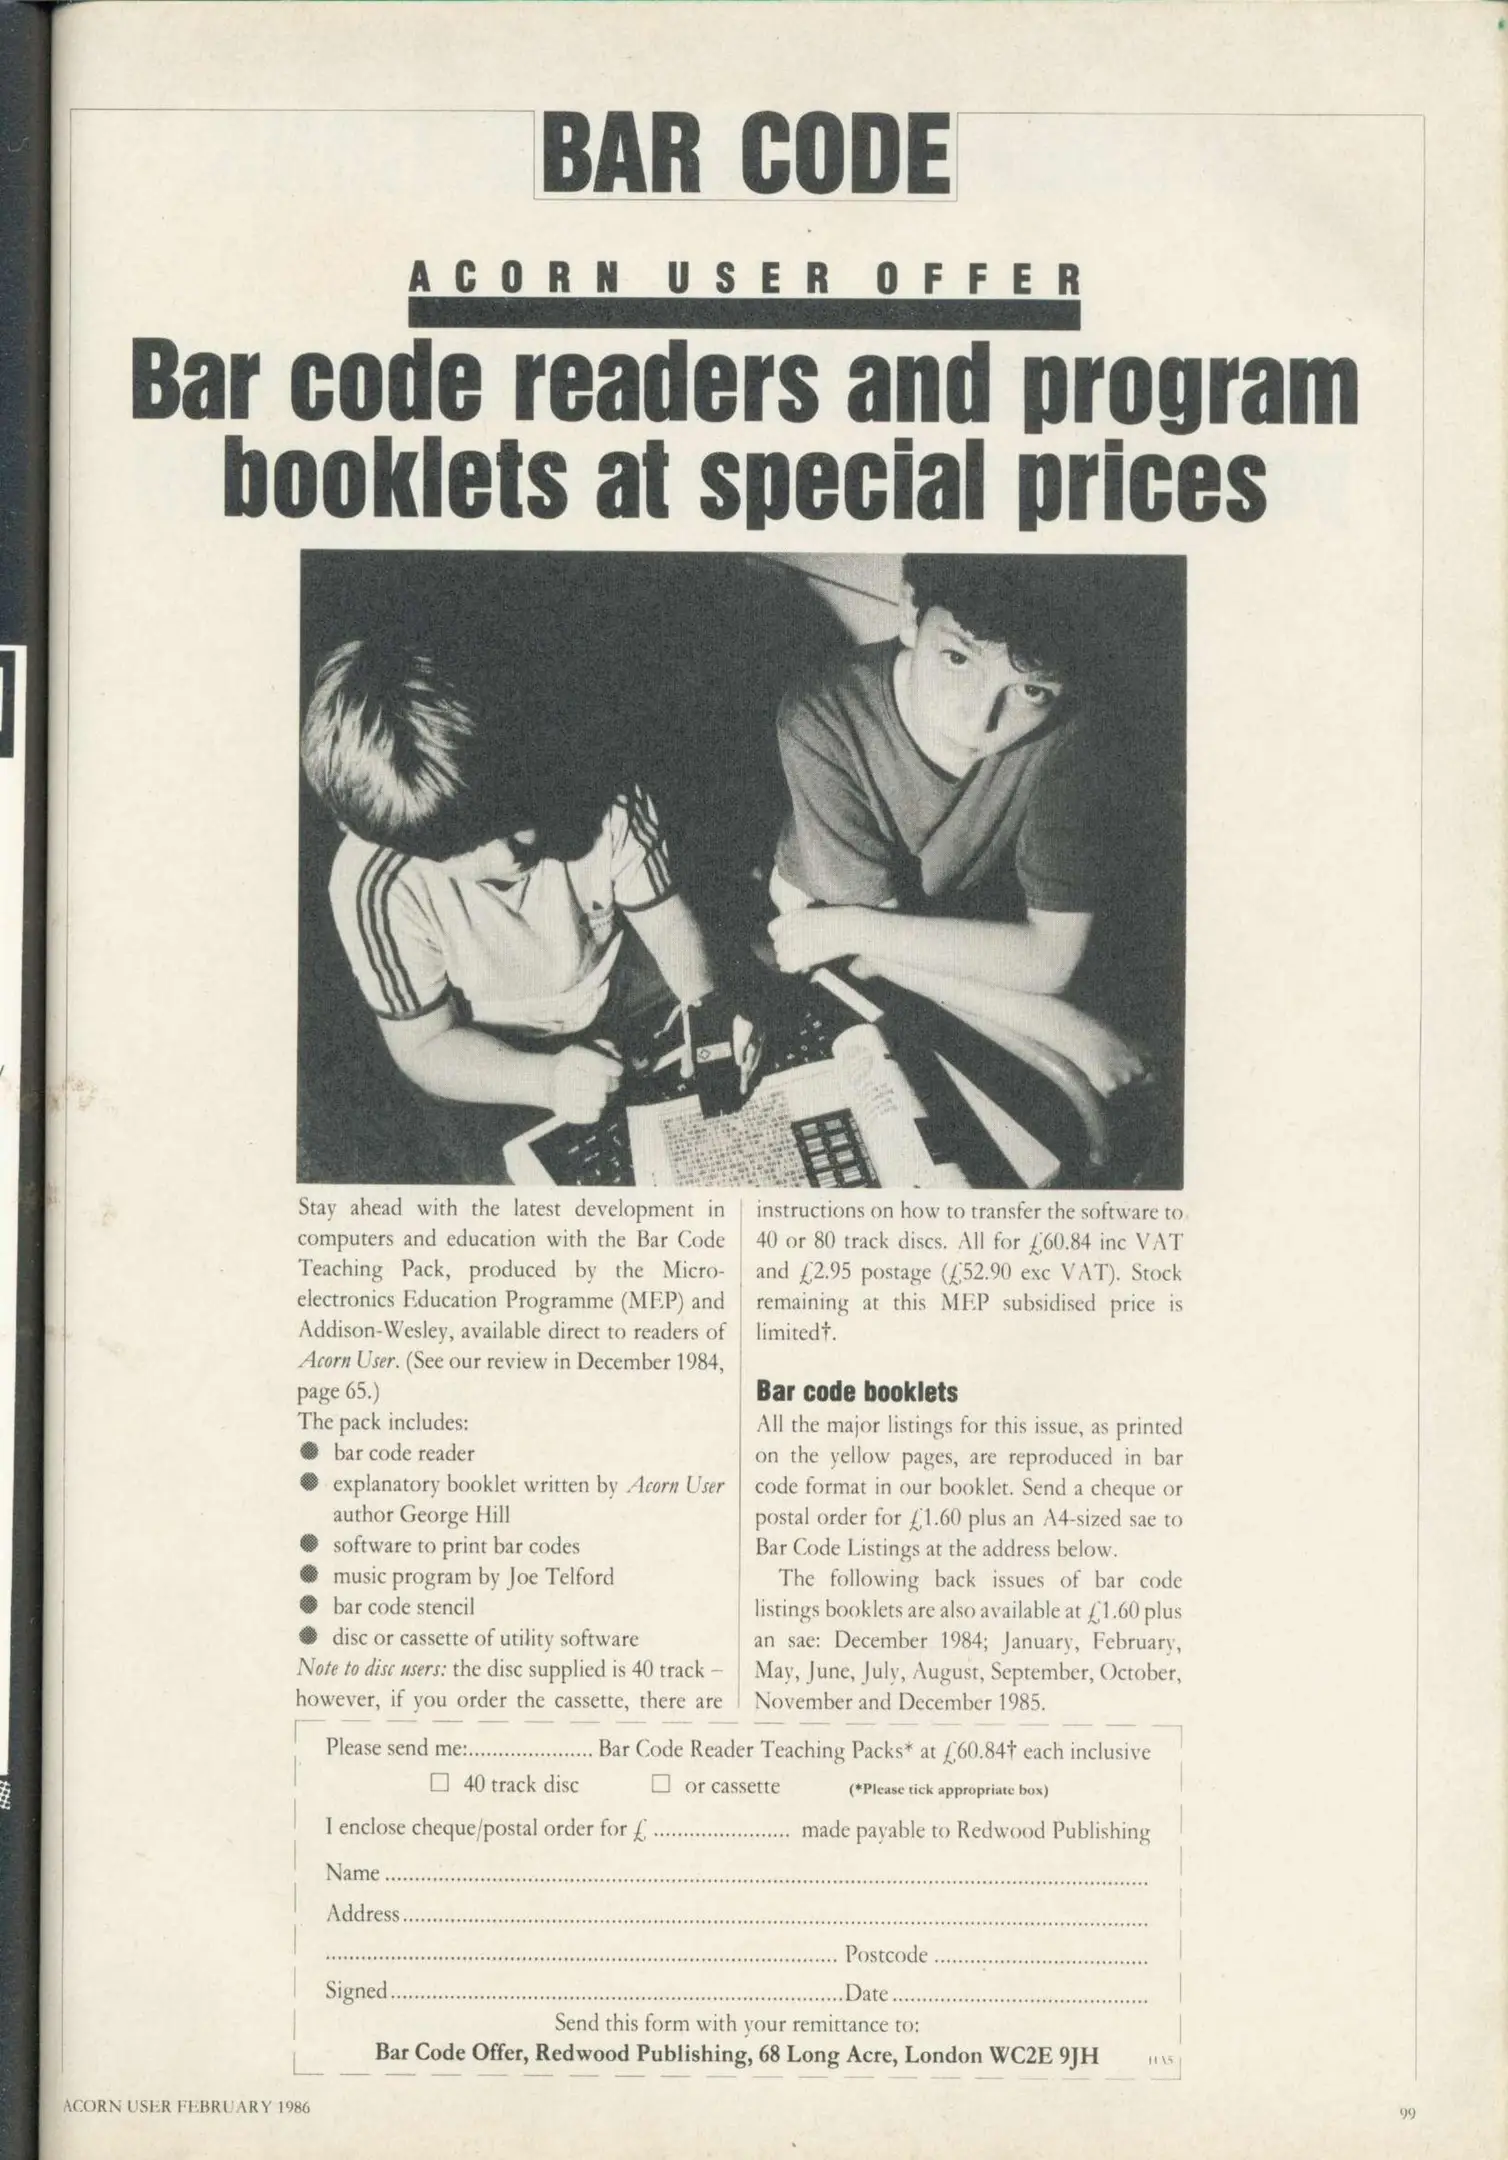 BAR CODE
ACORN USER OFFER
Bar code readers and program
booklets at special prices
Stay ahead with the latest development in
computers and education with the Bar Code
Teaching Pack, produced by the Micro-
electronics Education Programme (MEP) and
Addison-Wesley, available direct to readers of
Acorn User. (See our review in December 1984,
page 65.)
The pack includes:
● bar code reader
● explanatory booklet written by Acorn User
author George Hill
● software to print bar codes
● music program by Joe Telford
● bar code stencil
● disc or cassette of utility software
Note to disc users: the disc supplied is 40 track –
however, if you order the cassette, there are
instructions on how to transfer the software to
40 or 80 track discs. All for £60.84 inc VAT
and £2.95 postage (£52.90 exc VAT). Stock
remaining at this MEP subsidised price is
limited†.
Bar code booklets
All the major listings for this issue, as printed
on the yellow pages, are reproduced in bar
code format in our booklet. Send a cheque or
postal order for £1.60 plus an A4-sized sae to
Bar Code Listings at the address below.
The following back issues of bar code
listings booklets are also available at £1.60 plus
an sae: December 1984; January, February,
May, June, July, August, September, October,
November and December 1985.
Please send me:...................... Bar Code Reader Teaching Packs* at £60.84† each inclusive
□ 40 track disc □ or cassette (*Please tick appropriate box)
I enclose cheque/postal order for £ ....................... made payable to Redwood Publishing
Name ..........................................................
Address ..........................................................
.......................................................... Postcode ....................................
Signed ..........................................................Date ..........................................
Send this form with your remittance to:
Bar Code Offer, Redwood Publishing, 68 Long Acre, London WC2E 9JH
ACORN USER FEBRUARY 1986
99